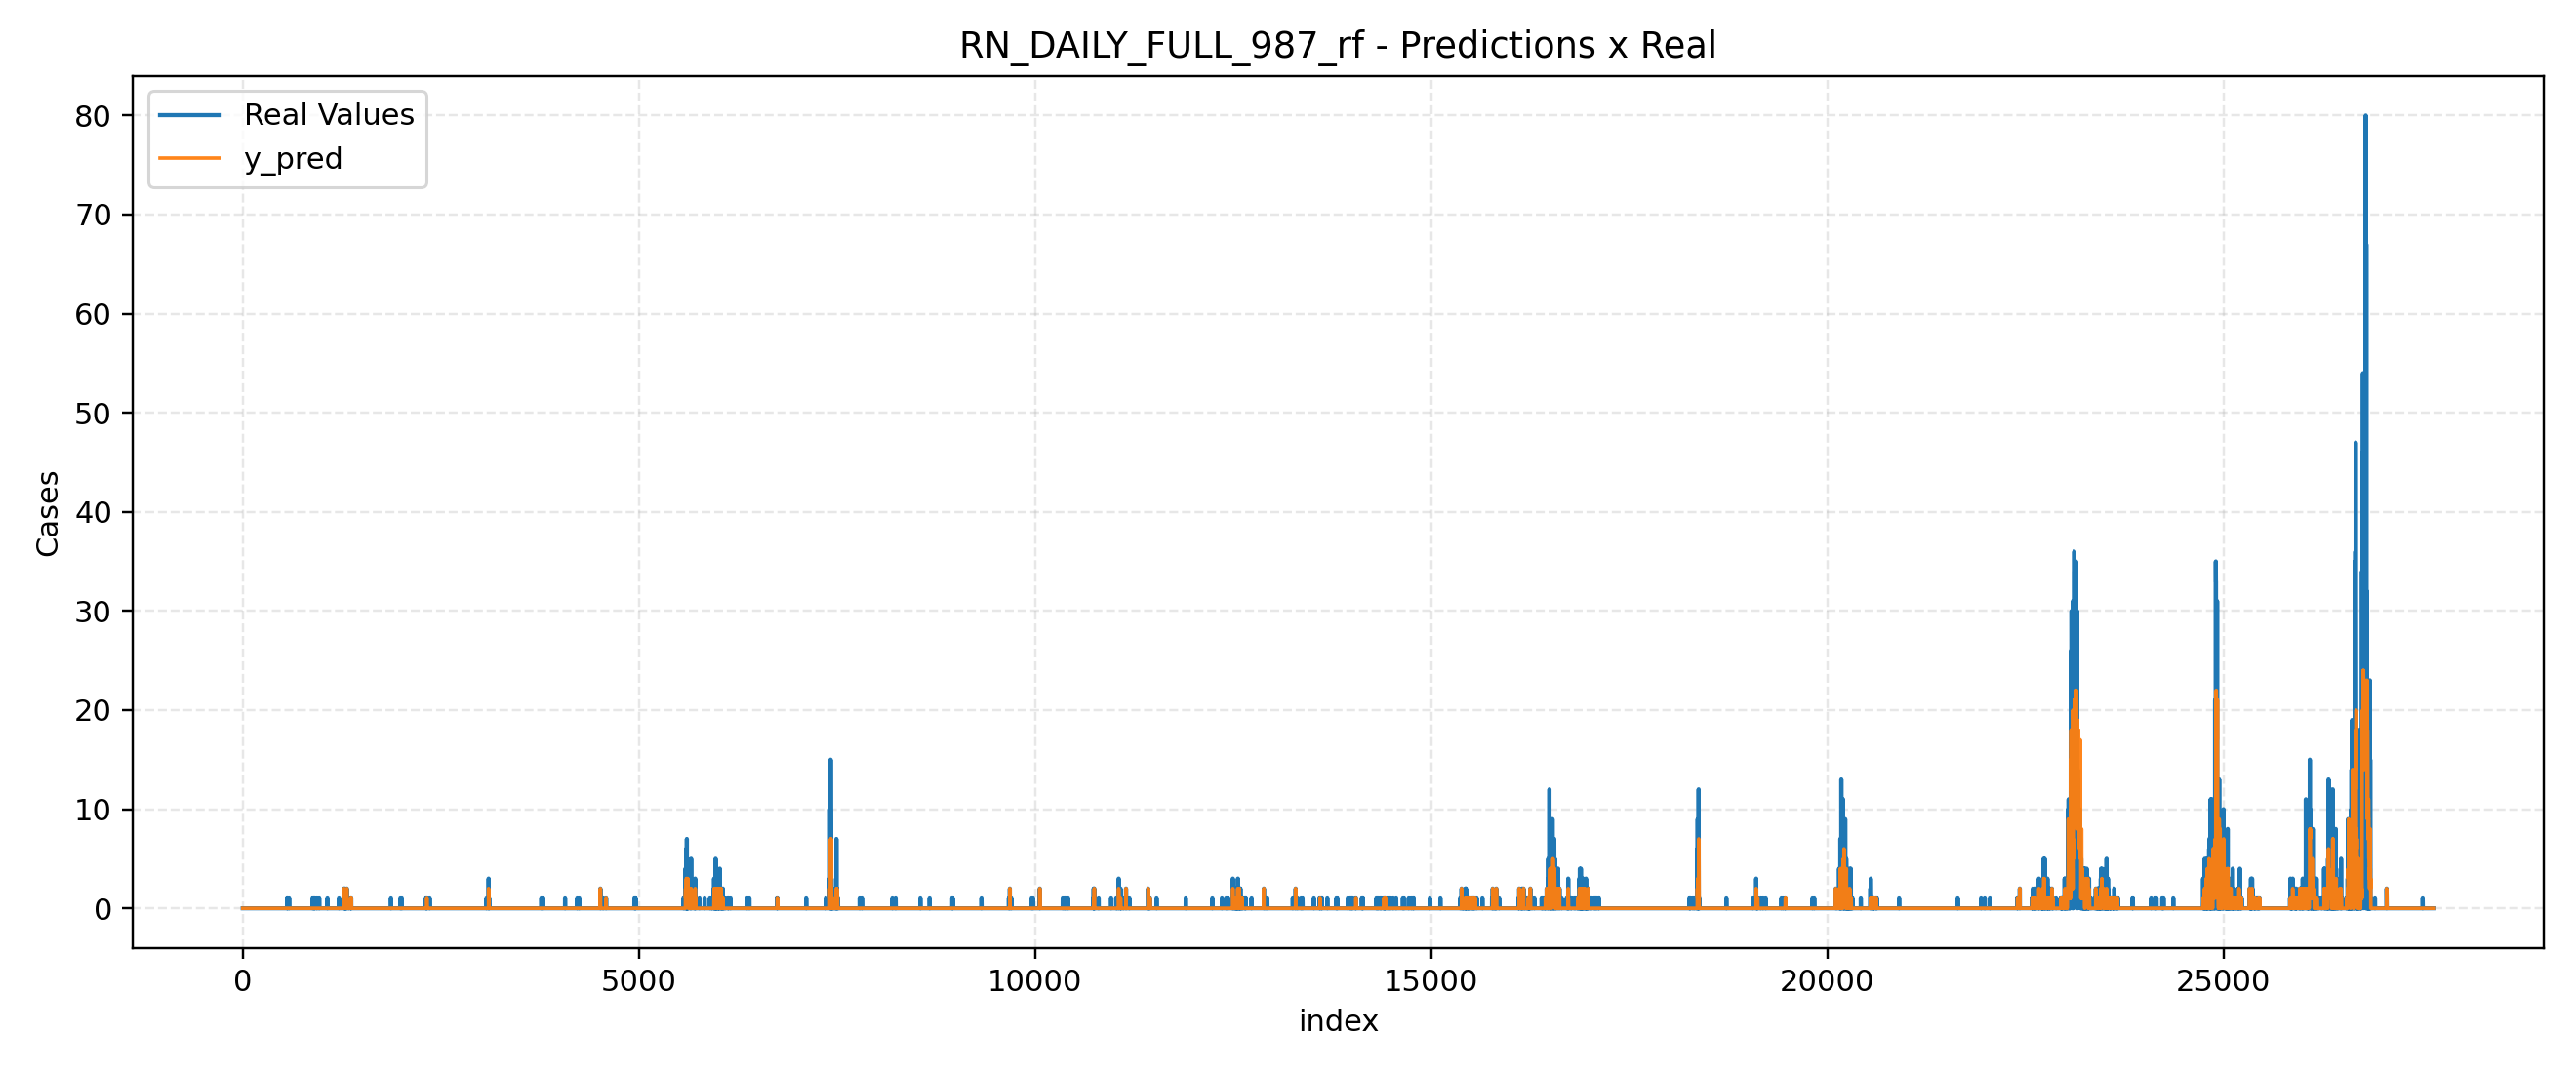 RN_DAILY_FULL_987_rf - Predictions x Real
Real Values
y_pred
80
70
60
50
40
30
20
10
0
Cases
0 5000 10000 15000 20000 25000
index